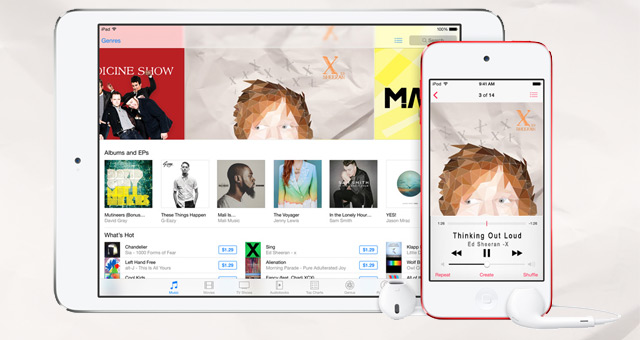 iPad
100%
Genres
Search
X
SHEERAN
DICINE SHOW
MA
Albums and EPs
Mutineers (Bonus...
David Gray
These Things Happen
G-Eazy
Mali Is...
Mali Music
The Voyager
Jenny Lewis
In the Lonely Hour...
Sam Smith
YES!
Jason Mraz
What's Hot
Chandelier
Sia - 1000 Forms of Fear
$1.29
Sing
Ed Sheeran - X
$1.29
Klapp
Little
Left Hand Free
alt-J - This Is All Yours
$1.29
Alienation
Morning Parade - Pure Adulterated Joy
$1.29
Wolf B
Cool Kids
Fancy (feat. Charli XCX)
Music
Movies
TV Shows
Audiobooks
Top Charts
Genius
iPod
9:41 AM
3 of 14
X
SHEERAN
1:26
-1:26
Thinking Out Loud
Ed Sheeran -X
Repeat
Create
Shuffle